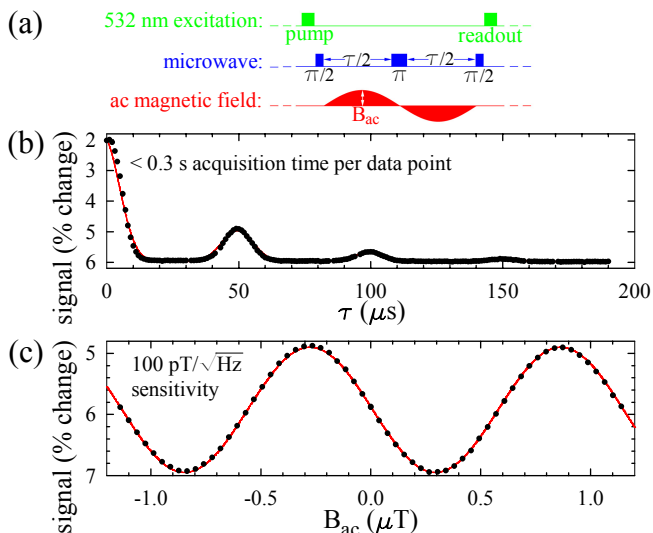 (a)
532 nm excitation:
pump
readout
microwave:
τ/2
τ/2
π/2
π
π/2
ac magnetic field:
B_ac
(b)
signal (% change)
2
3
4
5
6
< 0.3 s acquisition time per data point
0
50
100
150
200
τ (μs)
(c)
signal (% change)
5
6
7
100 pT/√Hz
sensitivity
-1.0
-0.5
0.0
0.5
1.0
B_ac (μT)